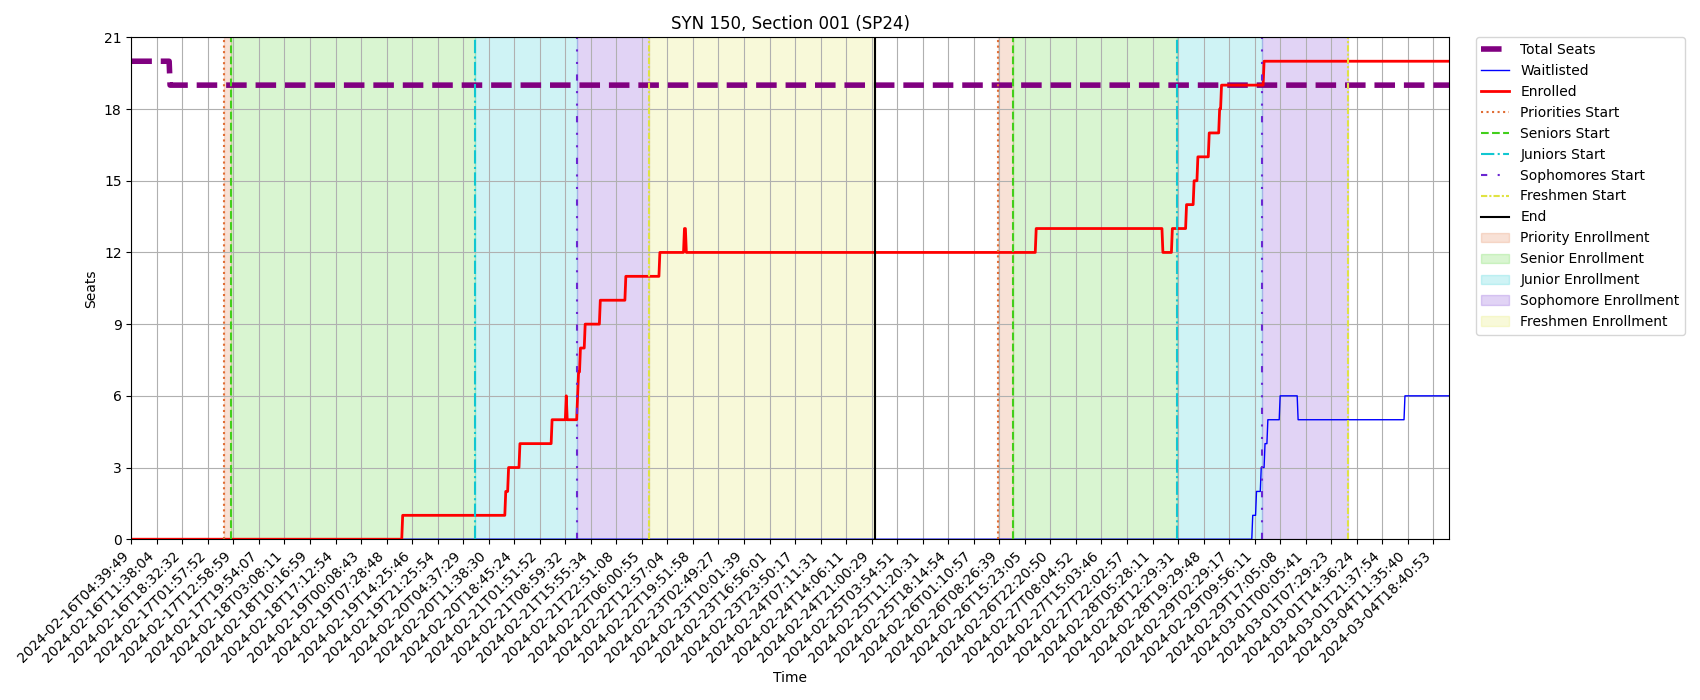 SYN 150, Section 001 (SP24)
21
18
15
12
9
6
3
0
Seats
2024-02-16T04:39:49
2024-02-16T11:38:04
2024-02-16T18:32:32
2024-02-17T01:57:52
2024-02-17T12:58:59
2024-02-17T19:54:07
2024-02-18T03:08:11
2024-02-18T10:16:59
2024-02-18T17:12:54
2024-02-19T00:08:43
2024-02-19T07:28:48
2024-02-19T14:25:46
2024-02-19T21:25:54
2024-02-20T04:37:29
2024-02-20T11:38:30
2024-02-20T18:45:24
2024-02-21T01:51:52
2024-02-21T08:59:32
2024-02-21T15:55:34
2024-02-21T22:51:08
2024-02-22T06:00:55
2024-02-22T12:57:04
2024-02-22T19:51:58
2024-02-23T02:49:27
2024-02-23T10:01:39
2024-02-23T16:56:01
2024-02-23T23:50:17
2024-02-24T07:11:31
2024-02-24T14:06:11
2024-02-24T21:00:29
2024-02-25T03:54:51
2024-02-25T11:20:31
2024-02-25T18:14:54
2024-02-26T01:10:57
2024-02-26T08:26:39
2024-02-26T15:23:05
2024-02-26T22:20:50
2024-02-27T08:04:52
2024-02-27T15:03:46
2024-02-27T22:02:57
2024-02-28T05:28:11
2024-02-28T12:29:31
2024-02-28T19:29:48
2024-02-29T02:29:17
2024-02-29T09:56:11
2024-02-29T17:05:08
2024-03-01T00:05:41
2024-03-01T07:29:23
2024-03-01T14:36:24
2024-03-01T21:37:54
2024-03-04T11:35:40
2024-03-04T18:40:53
Time
Total Seats
Waitlisted
Enrolled
Priorities Start
Seniors Start
Juniors Start
Sophomores Start
Freshmen Start
End
Priority Enrollment
Senior Enrollment
Junior Enrollment
Sophomore Enrollment
Freshmen Enrollment